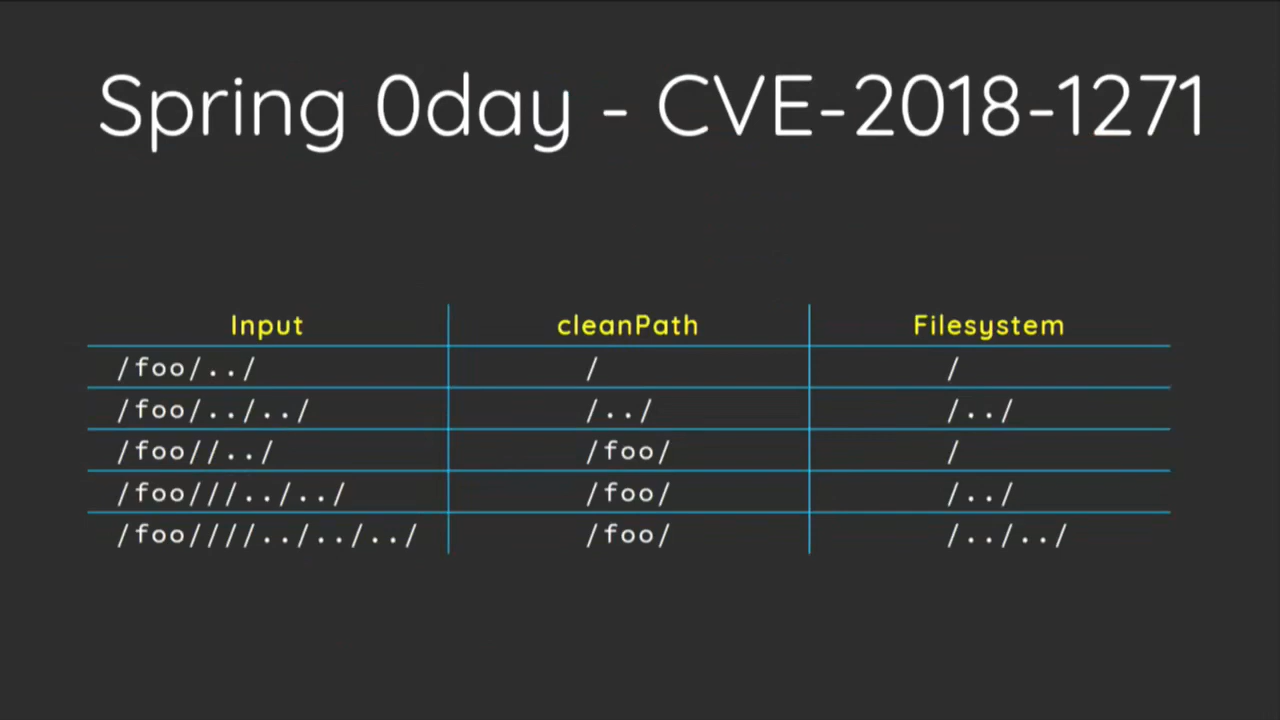 Spring 0day - CVE-2018-1271
Input cleanPath Filesystem
/foo/../ / /
/foo/../../ /../ /../
/foo//../ /foo/ /
/foo///../../ /foo/ /../
/foo////../../../ /foo/ /../../